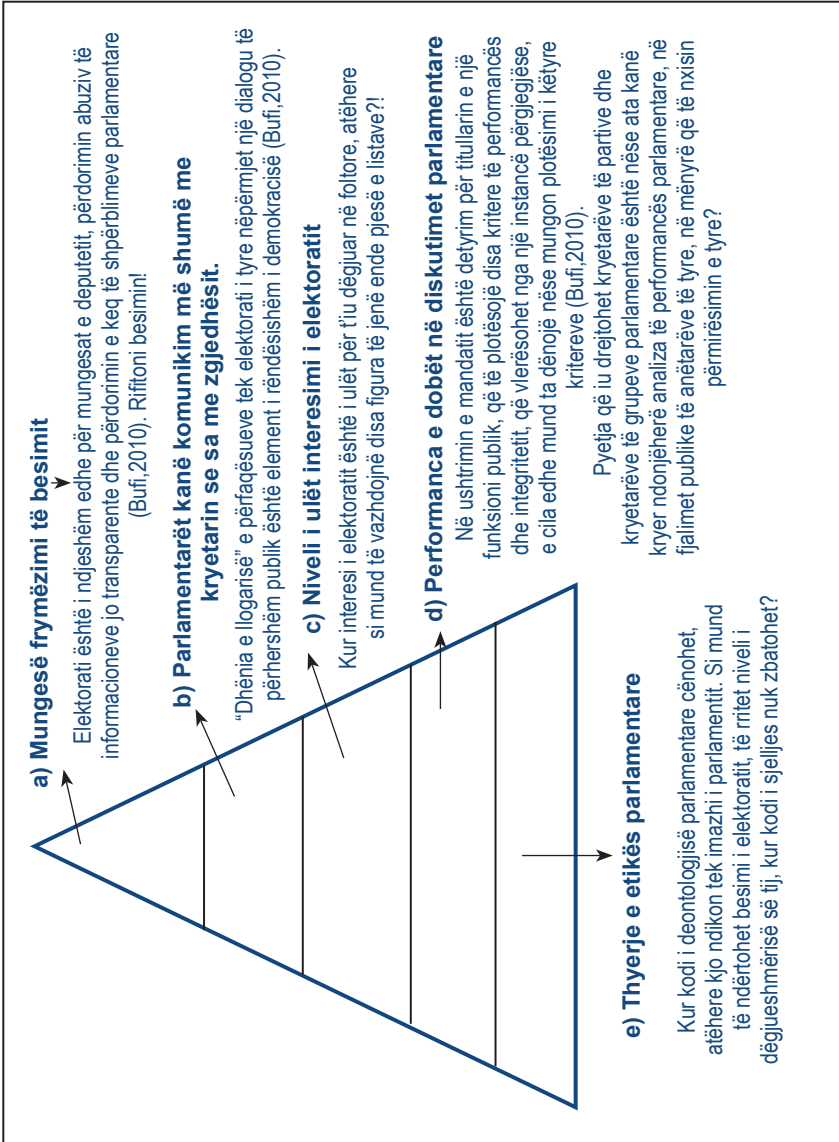 a) Mungesë frymëzimi të besimit
Elektorati është i ndjeshëm edhe për mungesat e deputetit, përdorimin abuziv të
informacioneve jo transparente dhe përdorimin e keq të shpërblimeve parlamentare
(Bufi,2010). Rifitoni besimin!
b) Parlamentarët kanë komunikim më shumë me
kryetarin se sa me zgjedhësit.
“Dhënia e llogarisë” e përfaqësueve tek elektorati i tyre nëpërmjet një dialogu të
përhershëm publik është element i rëndësishëm i demokracisë (Bufi,2010).
c) Niveli i ulët interesimi i elektoratit
Kur interesi i elektoratit është i ulët për t’iu dëgjuar në foltore, atëhere
si mund të vazhdojnë disa figura të jenë ende pjesë e listave?!
d) Performanca e dobët në diskutimet parlamentare
Në ushtrimin e mandatit është detyrim për titullarin e një
funksioni publik, që të plotësojë disa kritere të performancës
dhe integritetit, që vlerësohet nga një instancë përgjegjëse,
e cila edhe mund ta dënojë nëse mungon plotësimi i këtyre
kritereve (Bufi,2010).
Pyetja që iu drejtohet kryetarëve të partive dhe
kryetarëve të grupeve parlamentare është nëse ata kanë
kryer ndonjëherë analiza të performancës parlamentare, në
fjalimet publike të anëtarëve të tyre, në mënyrë që të nxisin
përmirësimin e tyre?
e) Thyerje e etikës parlamentare
Kur kodi i deontologjisë parlamentare cënohet,
atëhere kjo ndikon tek imazhi i parlamentit. Si mund
të ndërtohet besimi i elektoratit, të rritet niveli i
dëgjueshmërisë së tij, kur kodi i sjelljes nuk zbatohet?